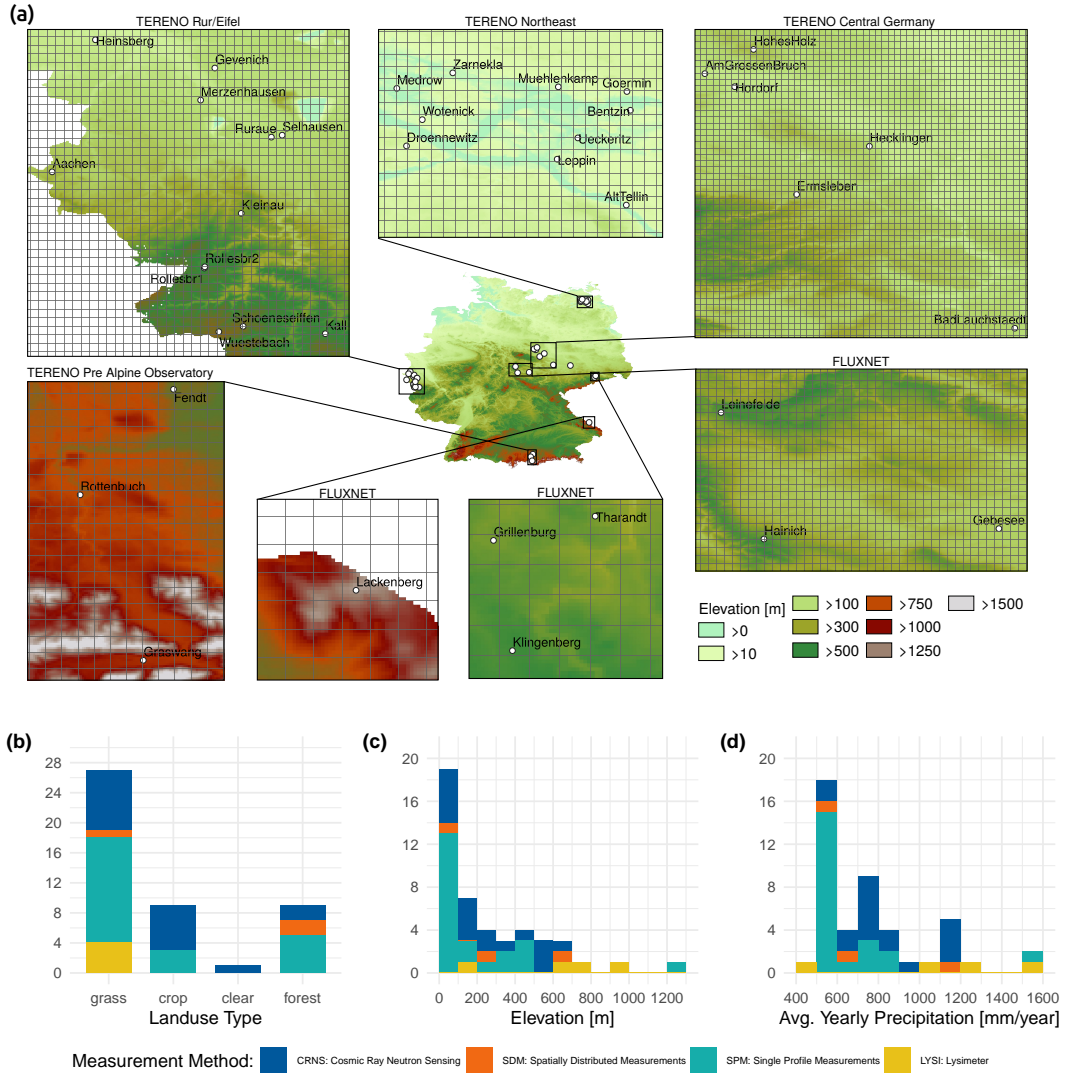 (a)
TERENO Rur/Eifel
Heinsberg
Gevenich
Merzenhausen
Ruraue
Selhausen
Aachen
Kleinau
Rollesbr2
Rollesbr1
Schoeneseiffen
Kall
Wuestebach
TERENO Northeast
Zarnekla
Medrow
Muehlenkamp
Goermin
Wotenick
Bentzin
Droennewitz
Ueckeritz
Leppin
AltTellin
TERENO Central Germany
HohesHolz
AmGrossenBruch
Hordorf
Hecklingen
Ermsleben
BadLauchstaedt
TERENO Pre Alpine Observatory
Fendt
Rottenbuch
Graswang
FLUXNET
Lackenberg
FLUXNET
Tharandt
Grillenburg
Klingenberg
FLUXNET
Leinefelde
Hainich
Gebesee
Elevation [m]
>0
>10
>100
>300
>500
>750
>1000
>1250
>1500
(b)
28
24
20
16
12
8
4
0
grass crop clear forest
Landuse Type
(c)
20
16
12
8
4
0
0 200 400 600 800 1000 1200
Elevation [m]
(d)
20
16
12
8
4
0
400 600 800 1000 1200 1400 1600
Avg. Yearly Precipitation [mm/year]
Measurement Method: CRNS: Cosmic Ray Neutron Sensing SDM: Spatially Distributed Measurements SPM: Single Profile Measurements LYSI: Lysimeter